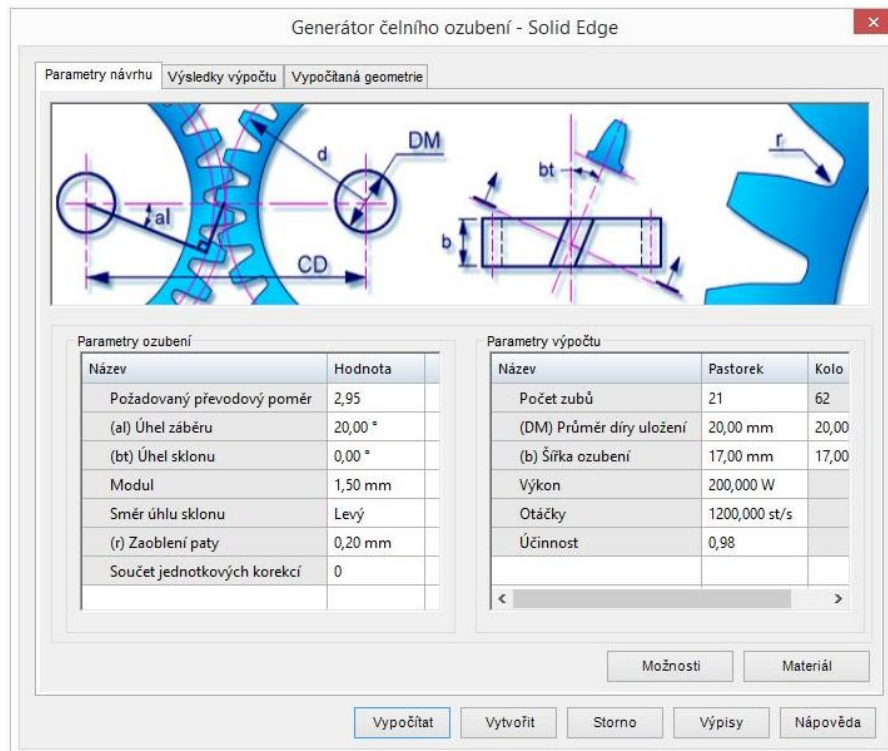 Generátor čelního ozubení - Solid Edge
Parametry návrhu Výsledky výpočtu Vypočítaná geometrie
DM
d
al
CD
bt
b
r
Parametry ozubení
Název Hodnota
Požadovaný převodový poměr 2,95
(al) Úhel záběru 20,00 °
(bt) Úhel sklonu 0,00 °
Modul 1,50 mm
Směr úhlu sklonu Levý
(r) Zaoblení paty 0,20 mm
Součet jednotkových korekcí 0
Parametry výpočtu
Název Pastorek Kolo
Počet zubů 21 62
(DM) Průměr díry uložení 20,00 mm 20,00
(b) Šířka ozubení 17,00 mm 17,00
Výkon 200,000 W
Otáčky 1200,000 st/s
Účinnost 0,98
Možnosti Materiál
Vypočítat Vytvořit Storno Výpisy Nápověda